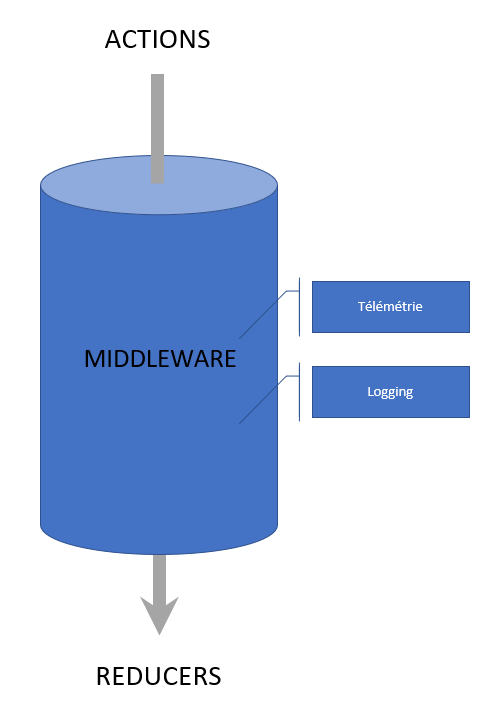 ACTIONS
Télémétrie
MIDDLEWARE
Logging
REDUCERS